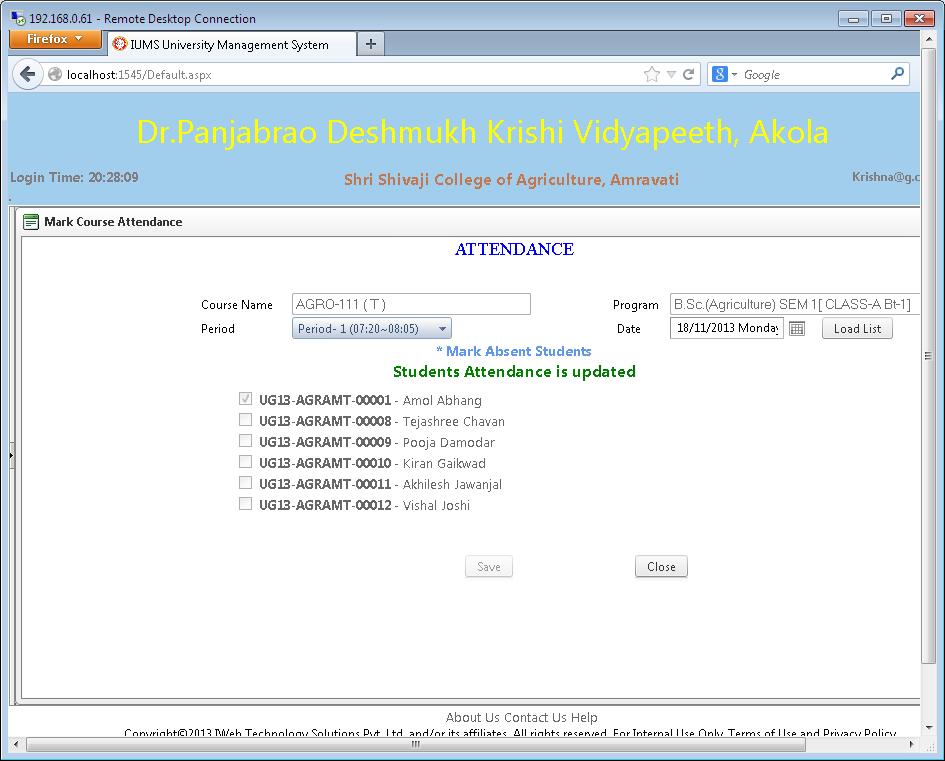 192.168.0.61 - Remote Desktop Connection
Firefox
IUMS University Management System
localhost:1545/Default.aspx
Google
Dr.Panjabrao Deshmukh Krishi Vidyapeeth, Akola
Login Time: 20:28:09
Shri Shivaji College of Agriculture, Amravati
Krishna@g.c
Mark Course Attendance
ATTENDANCE
Course Name AGRO-111 ( T ) Program B.Sc.(Agriculture) SEM 1[ CLASS-A Bt-1]
Period Period- 1 (07:20~08:05) Date 18/11/2013 Monday Load List
* Mark Absent Students
Students Attendance is updated
UG13-AGRAMT-00001 - Amol Abhang
UG13-AGRAMT-00008 - Tejashree Chavan
UG13-AGRAMT-00009 - Pooja Damodar
UG13-AGRAMT-00010 - Kiran Gaikwad
UG13-AGRAMT-00011 - Akhilesh Jawanjal
UG13-AGRAMT-00012 - Vishal Joshi
Save Close
About Us Contact Us Help
Copyright©2013 IWeb Technology Solutions Pvt. Ltd. and/or its affiliates. All rights reserved. For Internal Use Only. Terms of Use and Privacy Policy